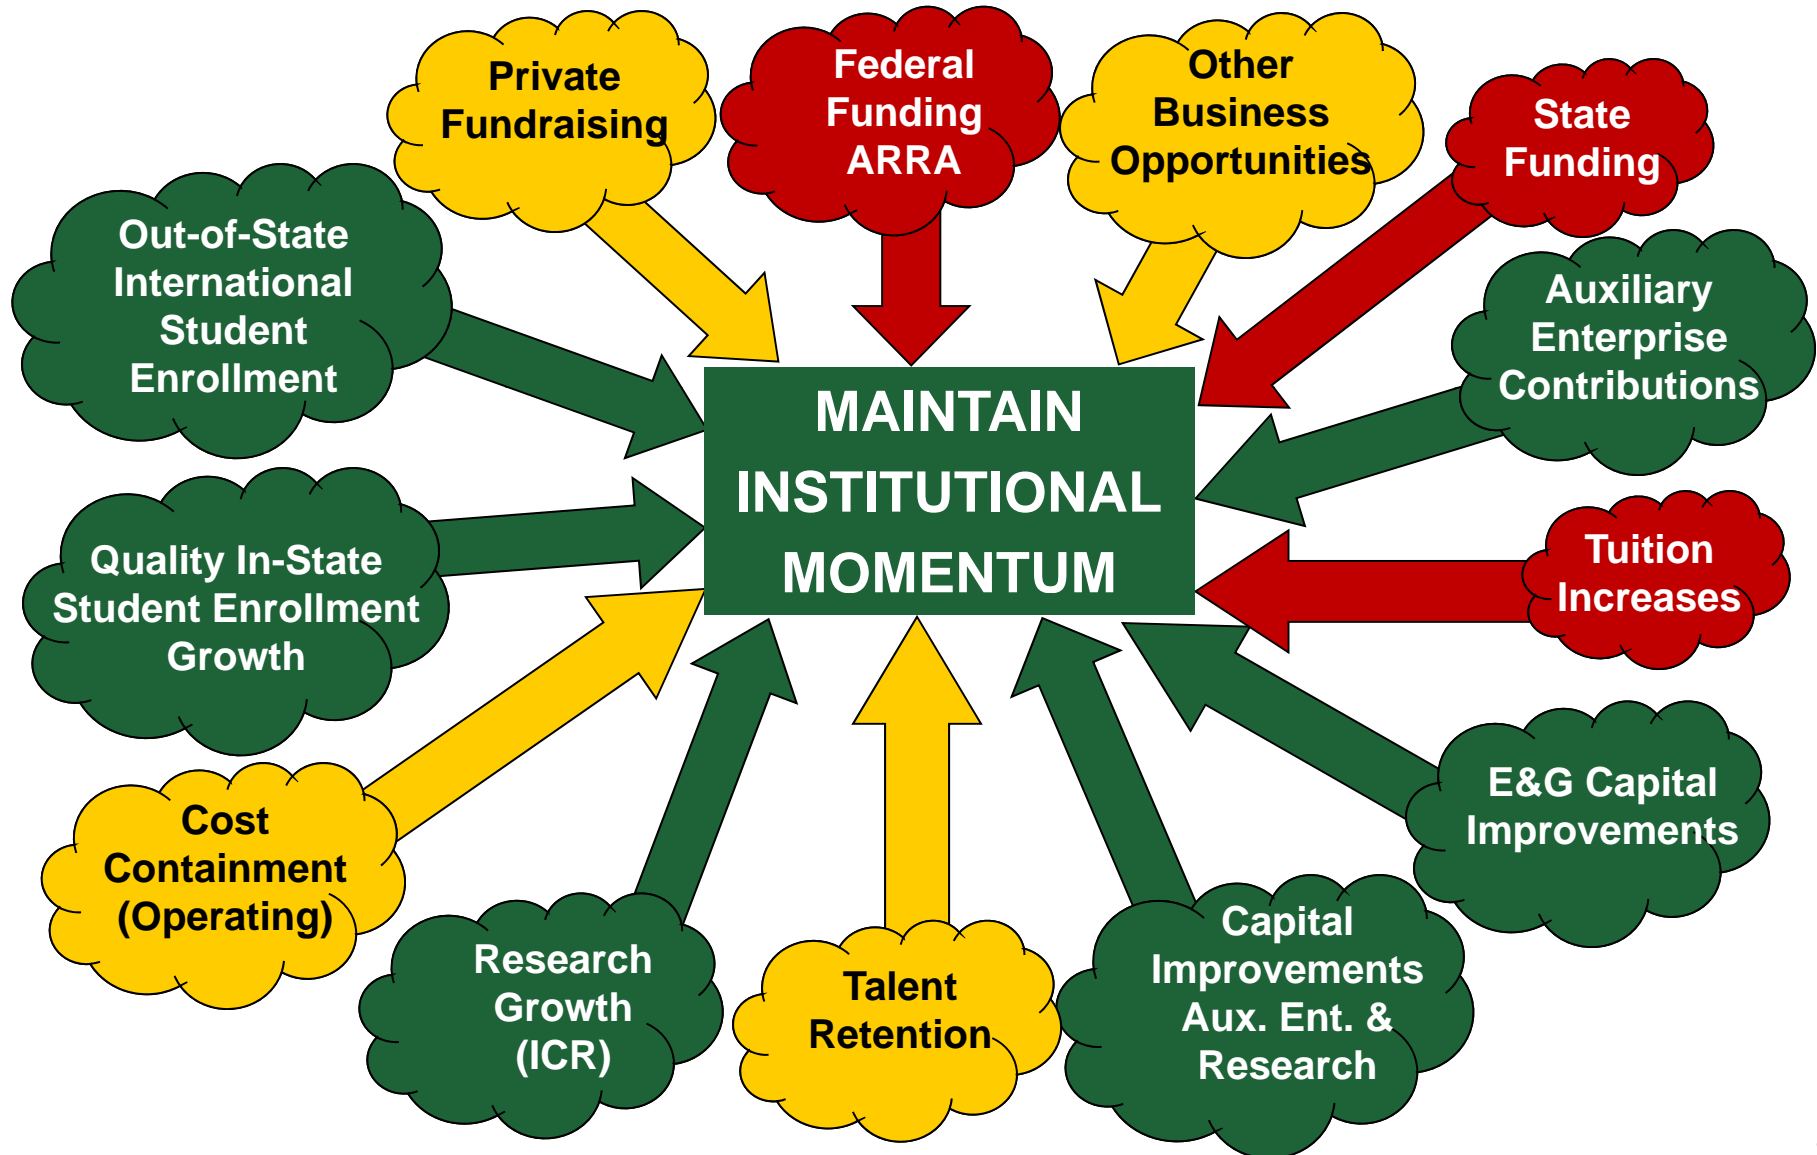 Private
Fundraising
Federal
Funding
ARRA
Other
Business
Opportunities
State
Funding
Out-of-State
International
Student
Enrollment
Auxiliary
Enterprise
Contributions
MAINTAIN
INSTITUTIONAL
MOMENTUM
Quality In-State
Student Enrollment
Growth
Tuition
Increases
Cost
Containment
(Operating)
E&G Capital
Improvements
Research
Growth
(ICR)
Talent
Retention
Capital
Improvements
Aux. Ent. &
Research